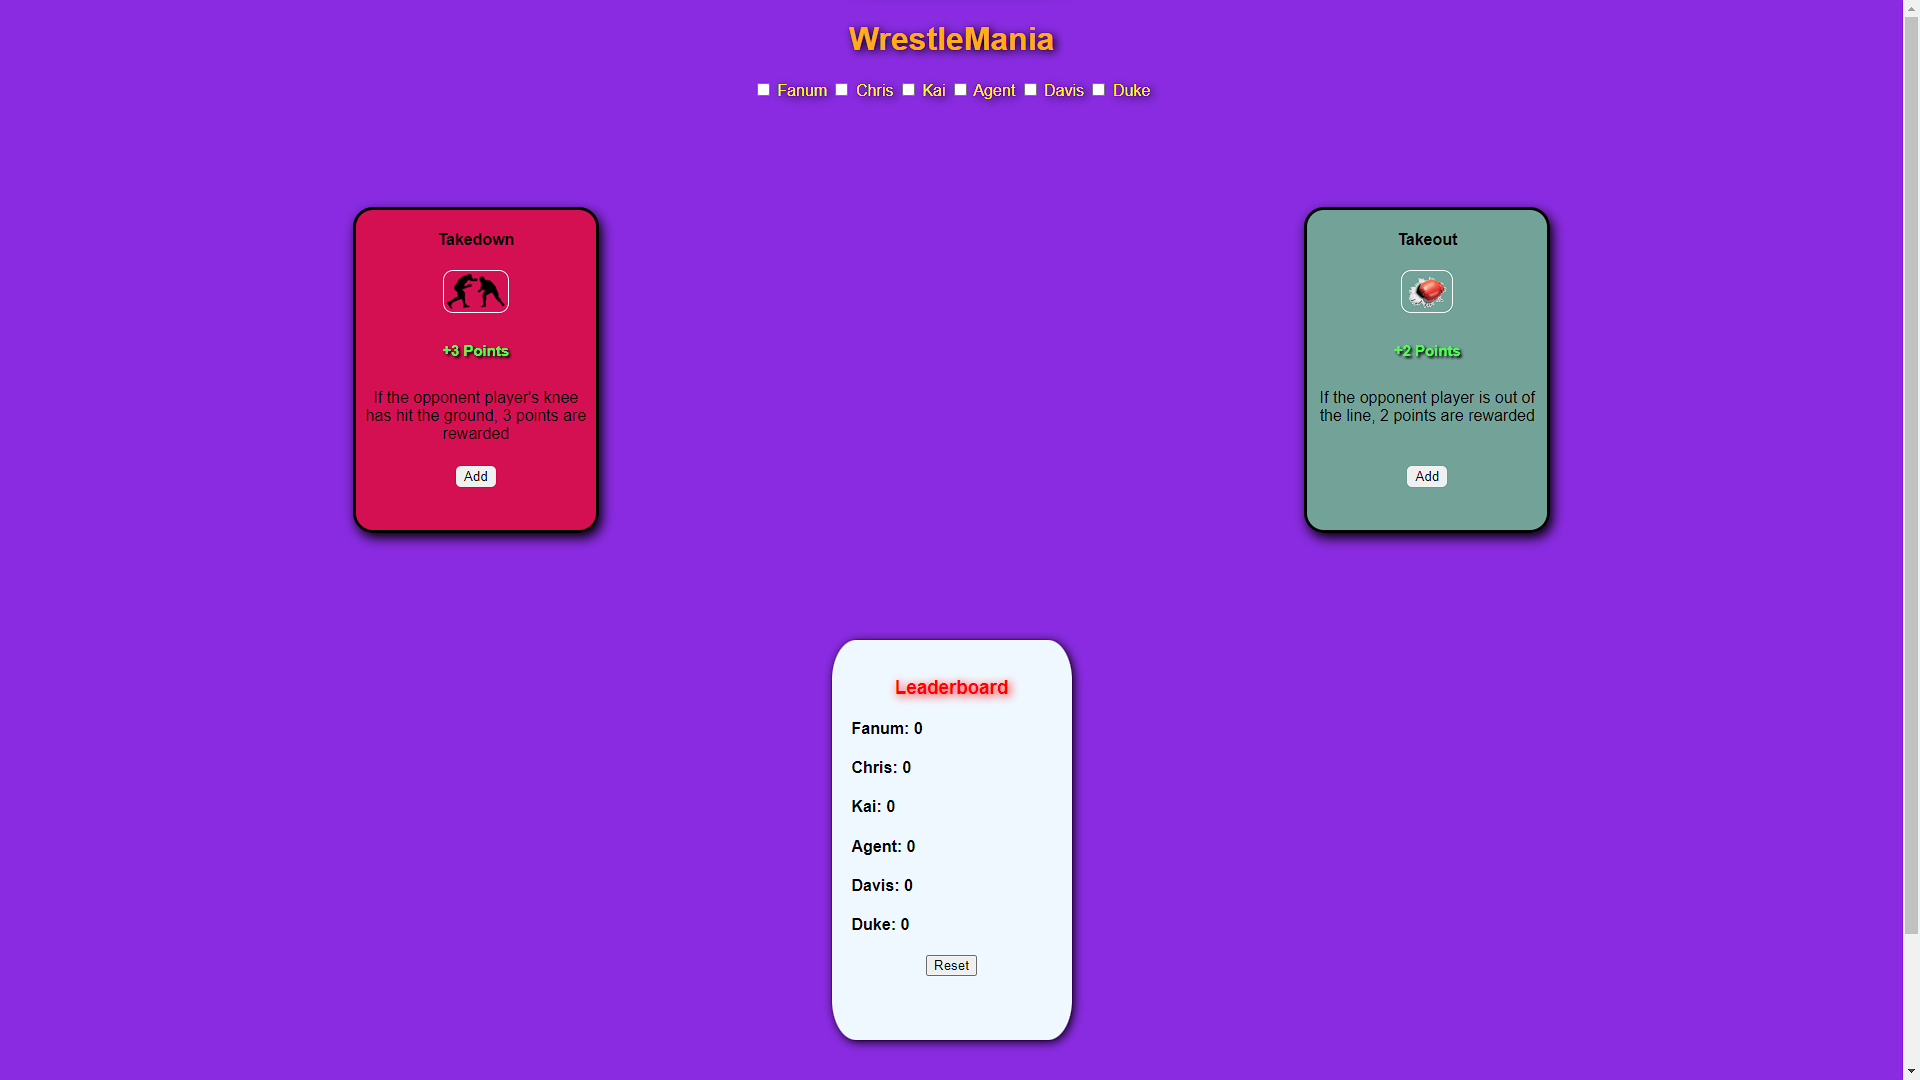 WrestleMania
Fanum Chris Kai Agent Davis Duke
Takedown
+3 Points
If the opponent player's knee
has hit the ground, 3 points are
rewarded
Add
Takeout
+2 Points
If the opponent player is out of
the line, 2 points are rewarded
Add
Leaderboard
Fanum: 0
Chris: 0
Kai: 0
Agent: 0
Davis: 0
Duke: 0
Reset